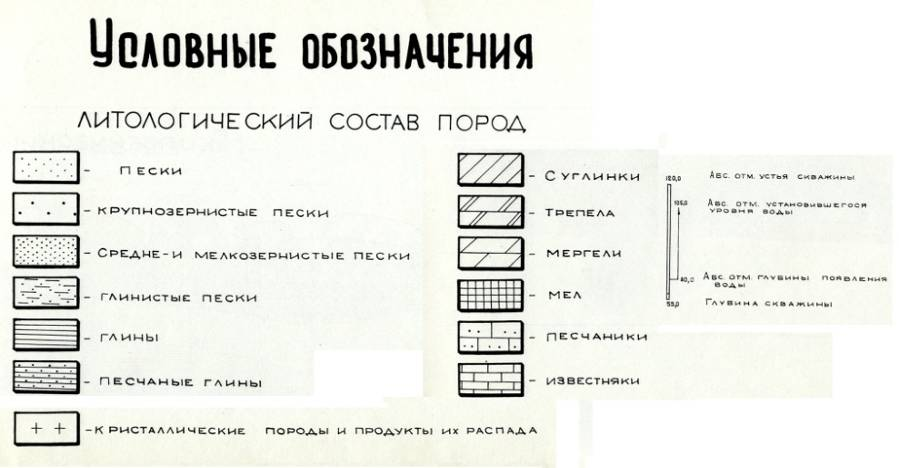 Условные обозначения
ЛИТОЛОГИЧЕСКИЙ СОСТАВ ПОРОД
- ПЕСКИ
- КРУПНОЗЕРНИСТЫЕ ПЕСКИ
- СРЕДНЕ-И МЕЛКОЗЕРНИСТЫЕ ПЕСКИ
- ГЛИНИСТЫЕ ПЕСКИ
- ГЛИНЫ
- ПЕСЧАНЫЕ ГЛИНЫ
- КРИСТАЛЛИЧЕСКИЕ ПОРОДЫ И ПРОДУКТЫ ИХ РАСПАДА
- СУГЛИНКИ
- ТРЕПЕЛА
- МЕРГЕЛИ
- МЕЛ
- ПЕСЧАНИКИ
- ИЗВЕСТНЯКИ
120,0 АБС. ОТМ. УСТЬЯ СКВАЖИНЫ
105,0 АБС. ОТМ. УСТАНОВИВШЕГОСЯ
УРОВНЯ ВОДЫ
80,0 АБС. ОТМ. ГЛУБИНЫ ПОЯВЛЕНИЯ
ВОДЫ
55,0 ГЛУБИНА СКВАЖИНЫ